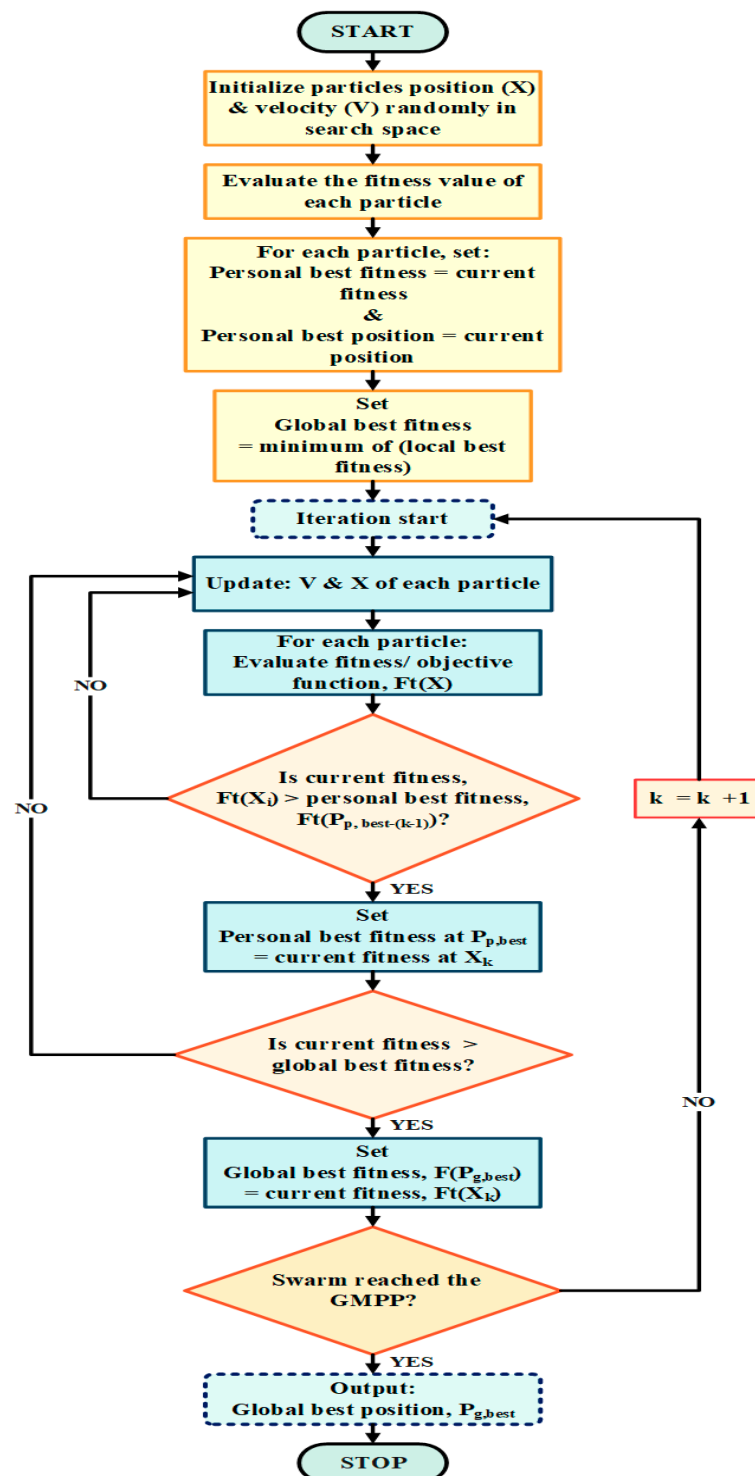 START
Initialize particles position (X)
& velocity (V) randomly in
search space
Evaluate the fitness value of
each particle
For each particle, set:
Personal best fitness = current
fitness
&
Personal best position = current
position
Set
Global best fitness
= minimum of (local best
fitness)
Iteration start
Update: V & X of each particle
For each particle:
Evaluate fitness/ objective
function, Ft(X)
NO
Is current fitness,
Ft(Xi) > personal best fitness,
Ft(Pp, best-(k-1))?
NO
k = k +1
YES
Set
Personal best fitness at Pp,best
= current fitness at Xk
Is current fitness >
global best fitness?
NO
YES
Set
Global best fitness, F(Pg,best)
= current fitness, Ft(Xk)
Swarm reached the
GMPP?
YES
Output:
Global best position, Pg,best
STOP